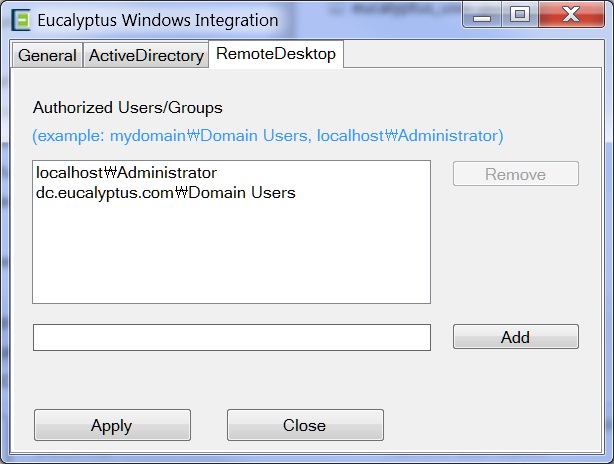 Eucalyptus Windows Integration
General ActiveDirectory RemoteDesktop
Authorized Users/Groups
(example: mydomain₩Domain Users, localhost₩Administrator)
localhost₩Administrator
dc.eucalyptus.com₩Domain Users
Remove
Add
Apply Close